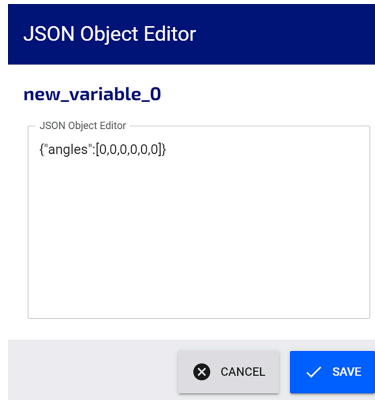 JSON Object Editor
new_variable_0
JSON Object Editor
{"angles":[0,0,0,0,0,0]}
CANCEL
SAVE